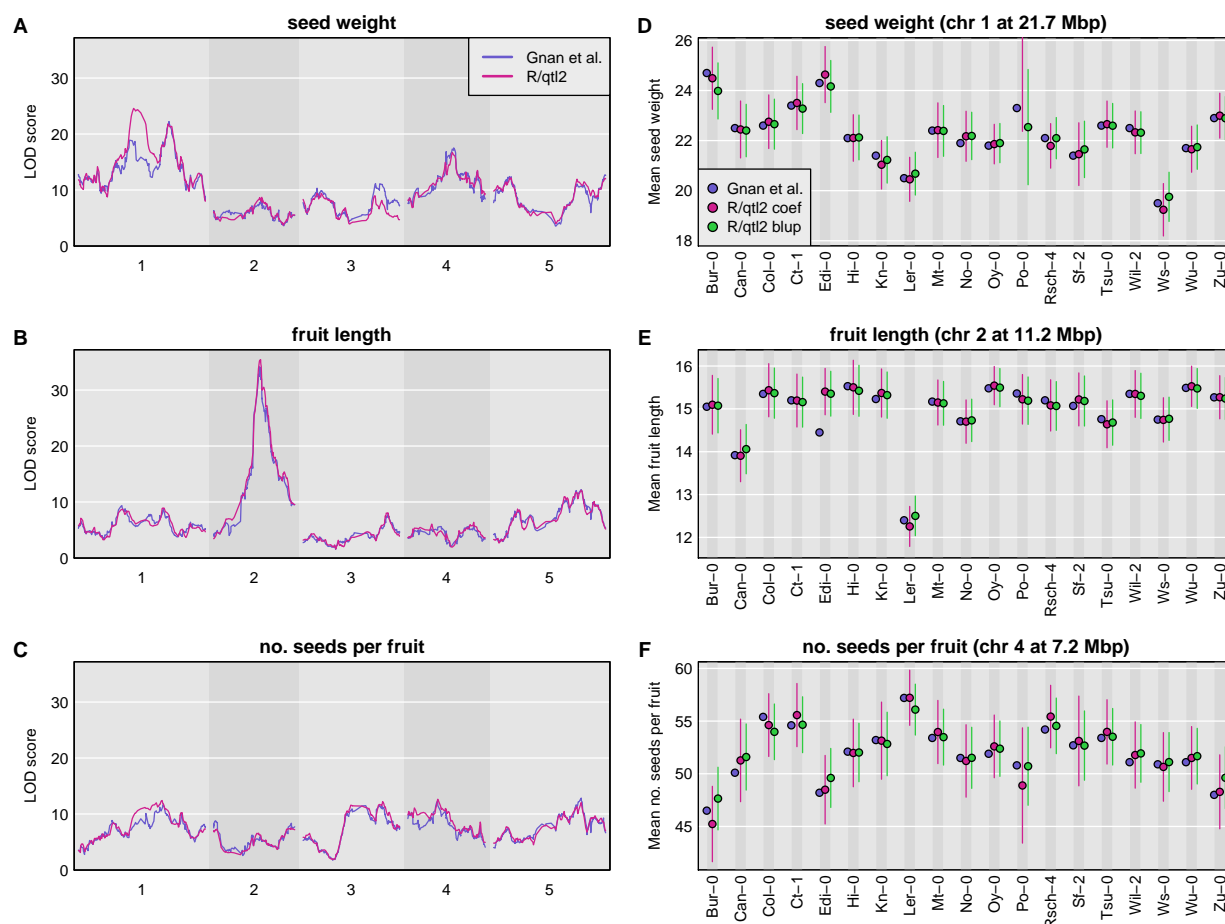 A
seed weight
LOD score
30
20
10
0
Gnan et al.
R/qtl2
1
2
3
4
5
B
fruit length
LOD score
30
20
10
0
1
2
3
4
5
C
no. seeds per fruit
LOD score
30
20
10
0
1
2
3
4
5
D
seed weight (chr 1 at 21.7 Mbp)
Mean seed weight
26
24
22
20
18
Gnan et al.
R/qtl2 coef
R/qtl2 blup
Bur−0
Can−0
Col−0
Ct−1
Edi−0
Hi−0
Kn−0
Ler−0
Mt−0
No−0
Oy−0
Po−0
Rsch−4
Sf−2
Tsu−0
Wil−2
Ws−0
Wu−0
Zu−0
E
fruit length (chr 2 at 11.2 Mbp)
Mean fruit length
16
15
14
13
12
Bur−0
Can−0
Col−0
Ct−1
Edi−0
Hi−0
Kn−0
Ler−0
Mt−0
No−0
Oy−0
Po−0
Rsch−4
Sf−2
Tsu−0
Wil−2
Ws−0
Wu−0
Zu−0
F
no. seeds per fruit (chr 4 at 7.2 Mbp)
Mean no. seeds per fruit
60
55
50
45
Bur−0
Can−0
Col−0
Ct−1
Edi−0
Hi−0
Kn−0
Ler−0
Mt−0
No−0
Oy−0
Po−0
Rsch−4
Sf−2
Tsu−0
Wil−2
Ws−0
Wu−0
Zu−0